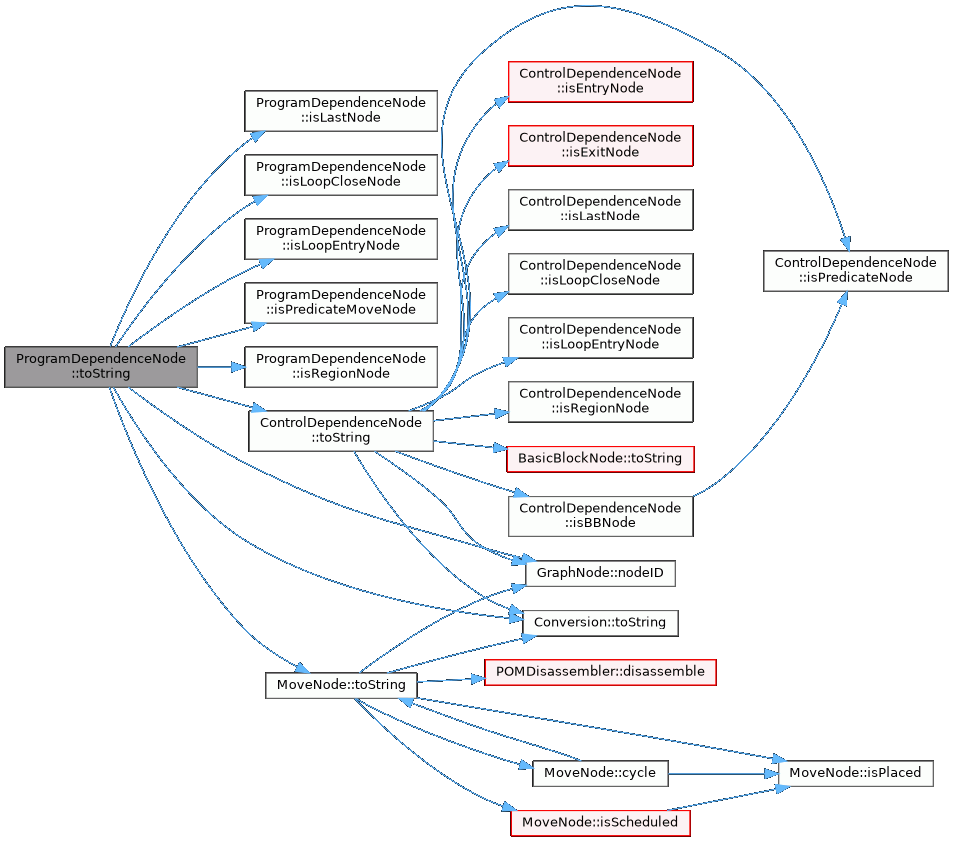 ProgramDependenceNode
::toString
ProgramDependenceNode
::isLastNode
ProgramDependenceNode
::isLoopCloseNode
ProgramDependenceNode
::isLoopEntryNode
ProgramDependenceNode
::isPredicateMoveNode
ProgramDependenceNode
::isRegionNode
ControlDependenceNode
::toString
MoveNode::toString
ControlDependenceNode
::isEntryNode
ControlDependenceNode
::isExitNode
ControlDependenceNode
::isLastNode
ControlDependenceNode
::isLoopCloseNode
ControlDependenceNode
::isLoopEntryNode
ControlDependenceNode
::isRegionNode
BasicBlockNode::toString
ControlDependenceNode
::isBBNode
GraphNode::nodeID
Conversion::toString
POMDisassembler::disassemble
MoveNode::cycle
MoveNode::isScheduled
ControlDependenceNode
::isPredicateNode
MoveNode::isPlaced